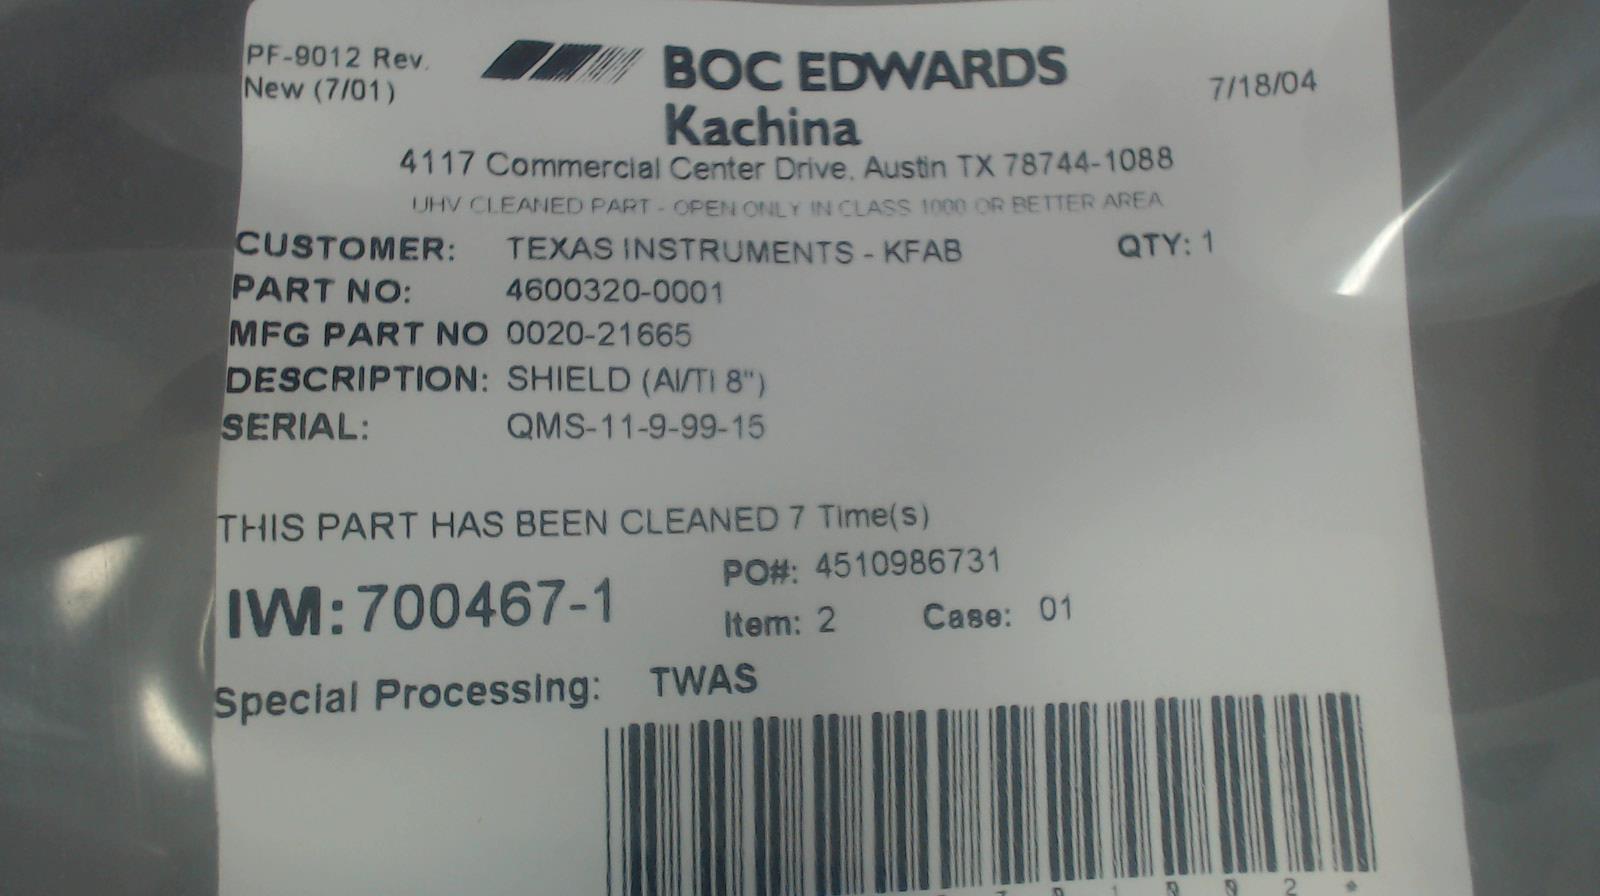 PF-9012 Rev.
New (7/01)
BOC EDWARDS
Kachina
7/18/04
4117 Commercial Center Drive, Austin TX 78744-1088
UHV CLEANED PART - OPEN ONLY IN CLASS 1000 OR BETTER AREA
CUSTOMER: TEXAS INSTRUMENTS - KFAB QTY: 1
PART NO: 4600320-0001
MFG PART NO 0020-21665
DESCRIPTION: SHIELD (Al/TI 8")
SERIAL: QMS-11-9-99-15
THIS PART HAS BEEN CLEANED 7 Time(s)
IWI: 700467-1 PO#: 4510986731
Item: 2 Case: 01
Special Processing: TWAS